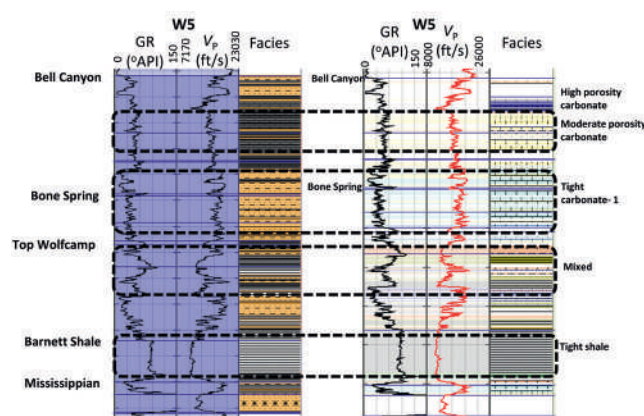 W5
GR
(°API)
VP
(ft/s)
Facies
0
150
7170
23030
Bell Canyon
Bone Spring
Top Wolfcamp
Barnett Shale
Mississippian
W5
GR
(°API)
VP
(ft/s)
Facies
0
150
8000
26000
Bell Canyon
Bone Spring
High porosity
carbonate
Moderate porosity
carbonate
Tight
carbonate- 1
Mixed
Tight shale